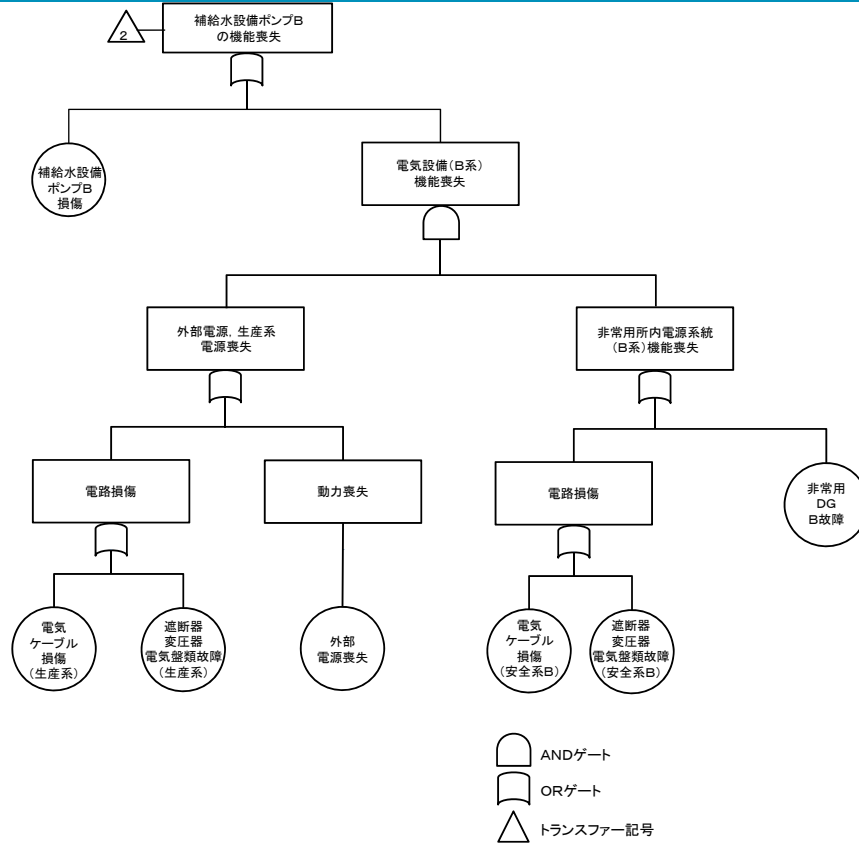 2
補給水設備ポンプB
の機能喪失
補給水設備
ポンプB
損傷
電気設備(B系)
機能喪失
外部電源,生産系
電源喪失
非常用所内電源系統
(B系)機能喪失
電路損傷
動力喪失
電路損傷
非常用
DG
B故障
電気
ケーブル
損傷
(生産系)
遮断器
変圧器
電気盤類故障
(生産系)
外部
電源喪失
電気
ケーブル
損傷
(安全系B)
遮断器
変圧器
電気盤類故障
(安全系B)
ANDゲート
ORゲート
トランスファー記号